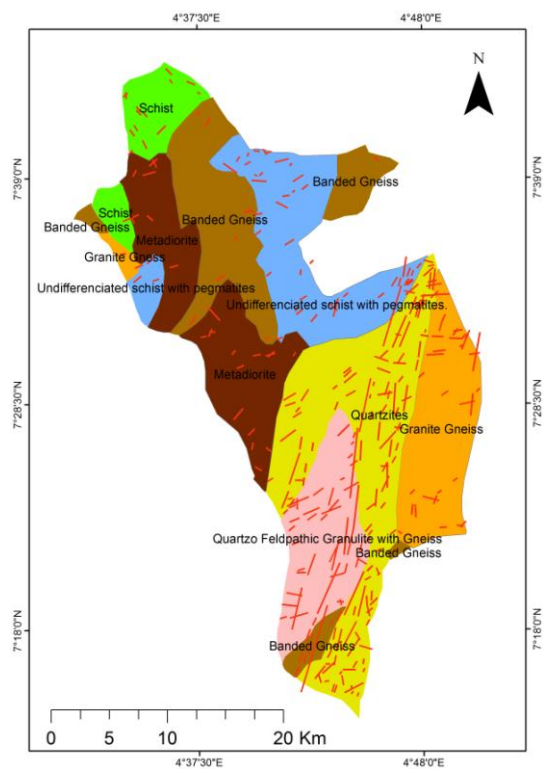 4°37'30"E
4°48'0"E
N
Schist
7°39'0"N
7°39'0"N
Banded Gneiss
Schist
Banded Gneiss
Banded Gneiss
Metadiorite
Granite Gness
Undifferenciated schist with pegmatites
Undifferenciated schist with pegmatites.
Metadiorite
7°28'30"N
7°28'30"N
Quartzites
Granite Gneiss
Quartzo Feldpathic Granulite with Gneiss
Banded Gneiss
7°18'0"N
7°18'0"N
Banded Gneiss
0 5 10 20 Km
4°37'30"E
4°48'0"E